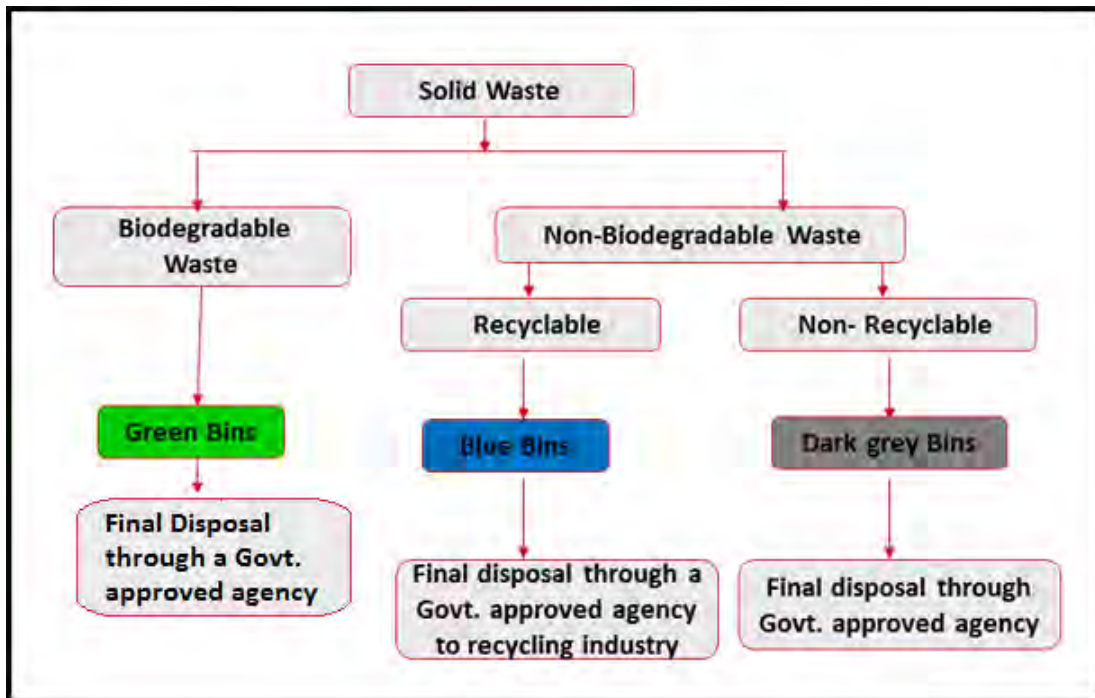 Solid Waste
Biodegradable
Waste
Non-Biodegradable Waste
Recyclable
Non- Recyclable
Green Bins
Blue Bins
Dark grey Bins
Final Disposal
through a Govt.
approved agency
Final disposal through a
Govt. approved agency
to recycling industry
Final disposal through
Govt. approved agency